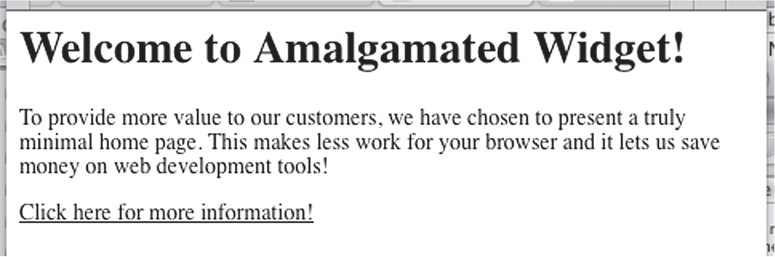 Welcome to Amalgamated Widget!
To provide more value to our customers, we have chosen to present a truly
minimal home page. This makes less work for your browser and it lets us save
money on web development tools!
Click here for more information!